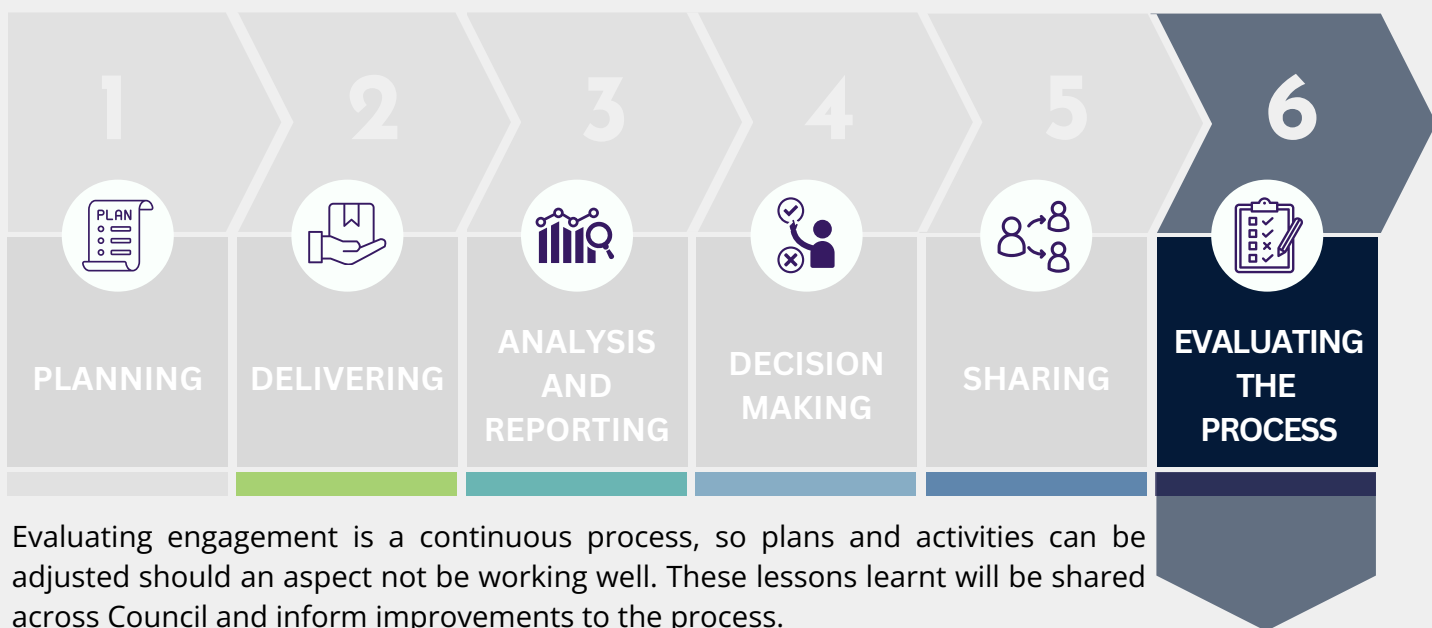 1
2
3
4
5
6
PLAN
PLANNING
DELIVERING
ANALYSIS
AND
REPORTING
DECISION
MAKING
SHARING
EVALUATING
THE
PROCESS
Evaluating engagement is a continuous process, so plans and activities can be
adjusted should an aspect not be working well. These lessons learnt will be shared
across Council and inform improvements to the process.